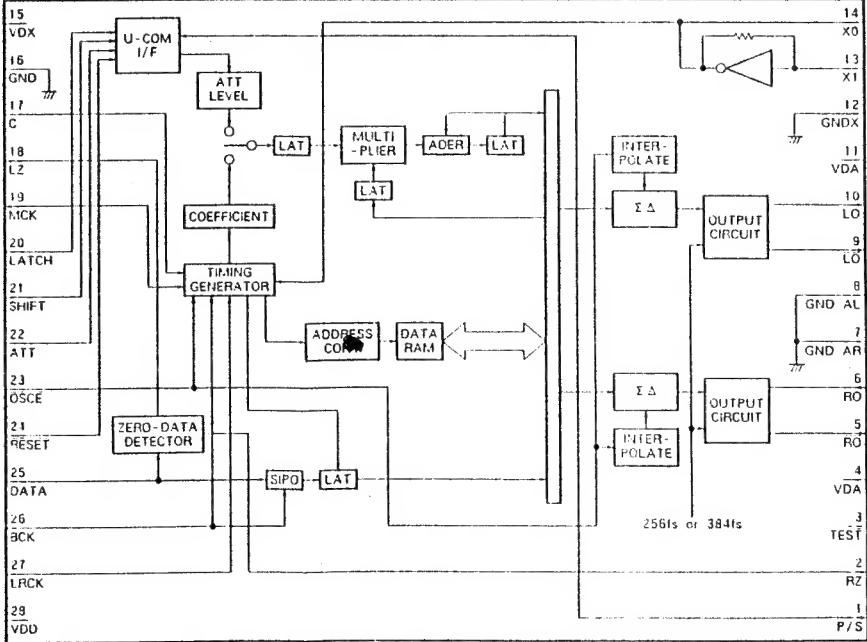 15
VDX
16
GND
17
C
18
LZ
19
MCK
20
LATCH
21
SHIFT
22
ATT
23
OSCE
24
RESET
25
DATA
26
BCK
27
LRCK
28
VDD
U-COM
I/F
ATT
LEVEL
LAT
MULTI
-PLIER
ADER
LAT
LAT
COEFFICIENT
TIMING
GENERATOR
ADDRESS
DATA
RAM
ZERO-DATA
DETECTOR
SIPO
LAT
INTER-
POLATE
ΣΔ
OUTPUT
CIRCUIT
ΣΔ
OUTPUT
CIRCUIT
INTER-
POLATE
256fs or 384fs
14
X0
13
X1
12
GNDX
11
VDA
10
LO
9
LO
8
GND AL
7
GND AR
6
RO
5
RO
4
VDA
3
TEST
2
RZ
1
P/S